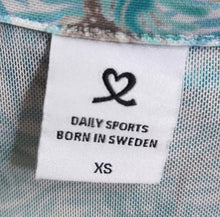 DAILY SPORTS
BORN IN SWEDEN
XS